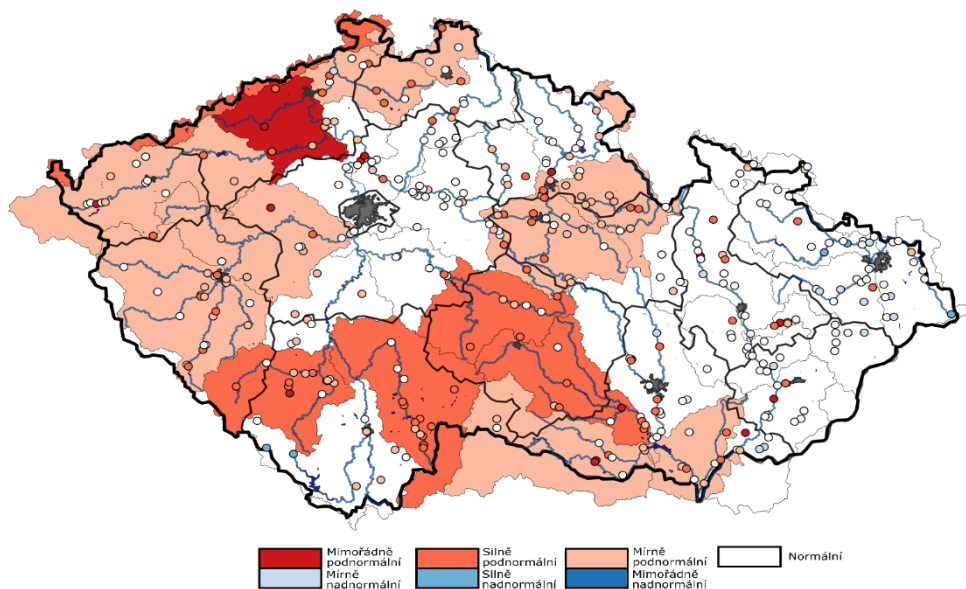 Mimořádně
podnormální
Silně
podnormální
Mírně
podnormální
Normální
Mírně
nadnormální
Silně
nadnormální
Mimořádně
nadnormální